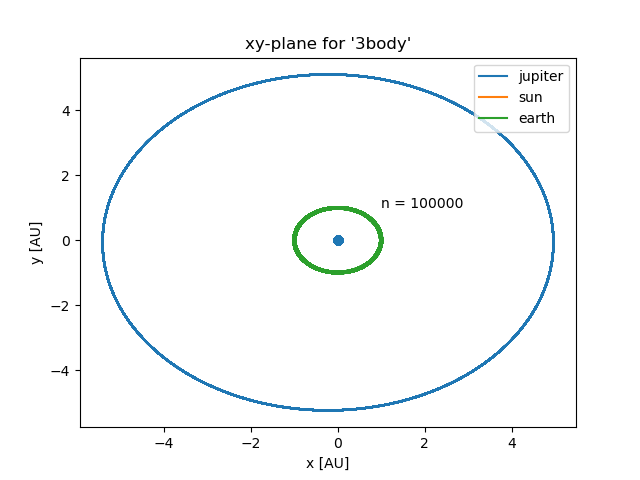 xy-plane for '3body'
jupiter
sun
earth
n = 100000
4
2
0
−2
−4
y [AU]
−4
−2
0
2
4
x [AU]